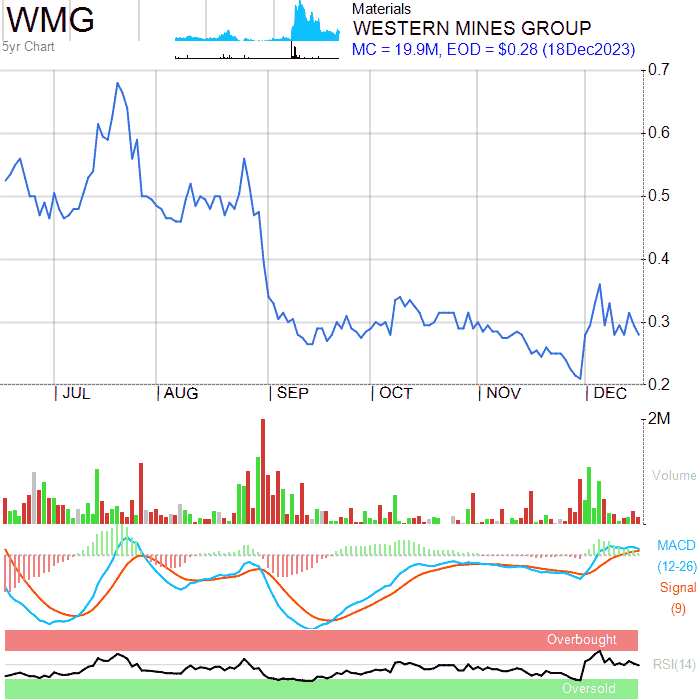 WMG
5yr Chart
Materials
WESTERN MINES GROUP
MC = 19.9M, EOD = $0.28 (18Dec2023)
0.7
0.6
0.5
0.4
0.3
0.2
JUL AUG SEP OCT NOV DEC
2M
Volume
MACD
(12-26)
Signal
(9)
Overbought
RSI(14)
Oversold